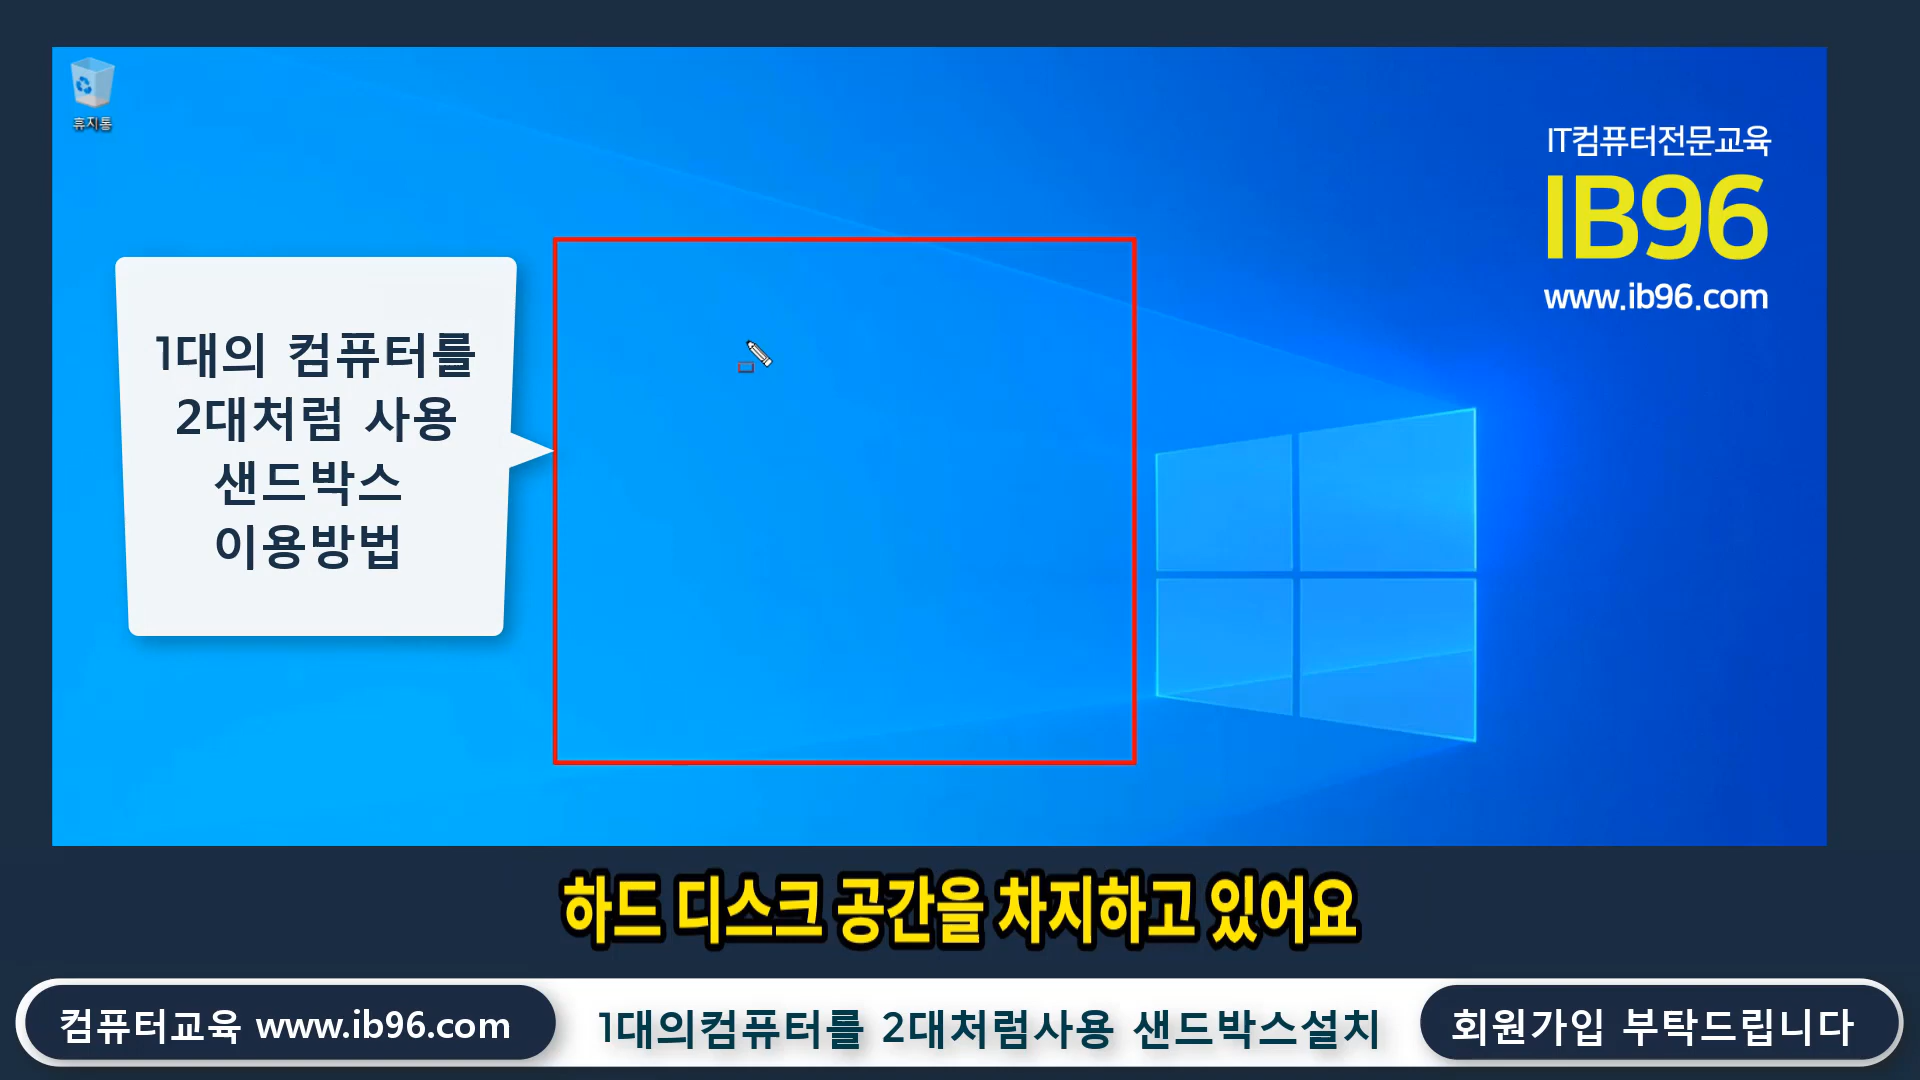 휴지통
IT컴퓨터전문교육
IB96
www.ib96.com
1대의 컴퓨터를
2대처럼 사용
샌드박스
이용방법
하드 디스크 공간을 차지하고 있어요
컴퓨터교육 www.ib96.com
1대의컴퓨터를 2대처럼사용 샌드박스설치
회원가입 부탁드립니다